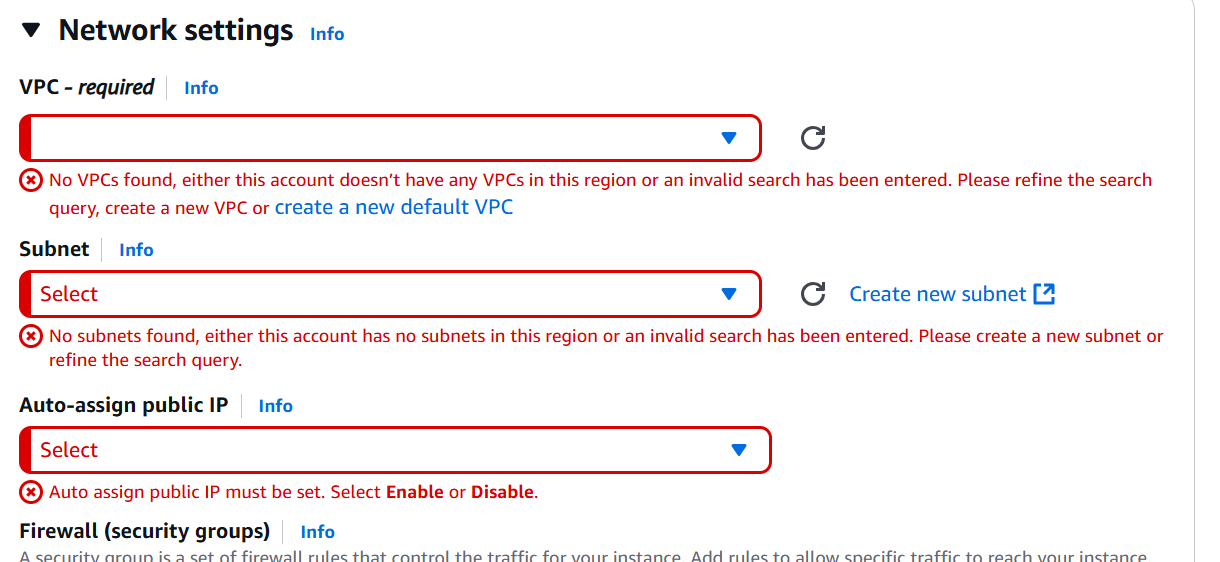 Network settings Info
VPC – required Info
No VPCs found, either this account doesn’t have any VPCs in this region or an invalid search has been entered. Please refine the search
query, create a new VPC or create a new default VPC
Subnet Info
Select Create new subnet
No subnets found, either this account has no subnets in this region or an invalid search has been entered. Please create a new subnet or
refine the search query.
Auto-assign public IP Info
Select
Auto assign public IP must be set. Select Enable or Disable.
Firewall (security groups) Info
A security group is a set of firewall rules that control the traffic for your instance. Add rules to allow specific traffic to reach your instance.